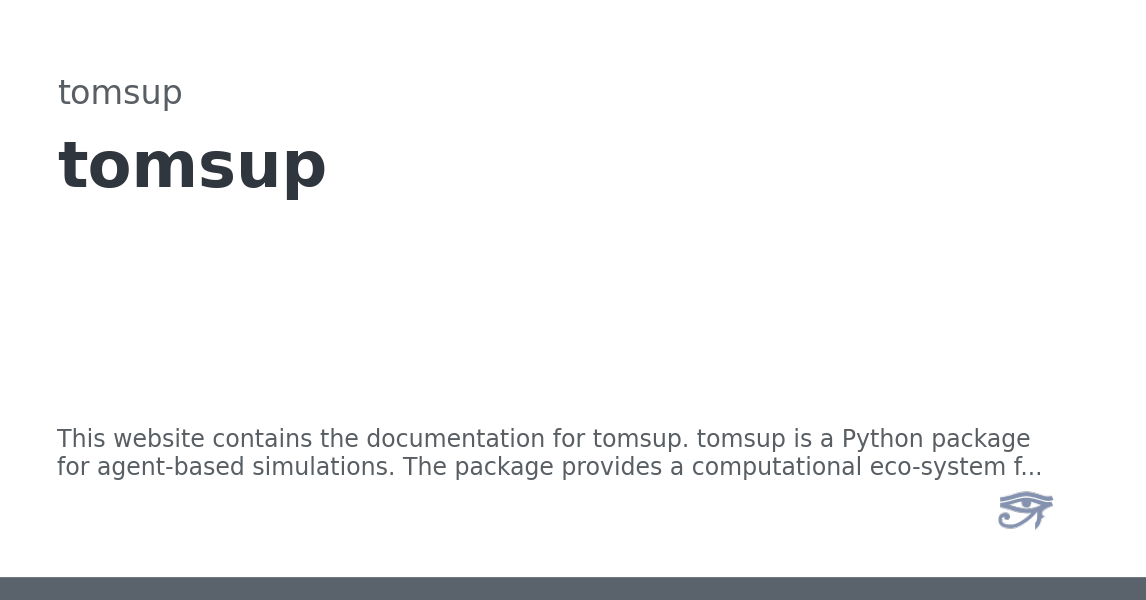 tomsup
tomsup
This website contains the documentation for tomsup. tomsup is a Python package
for agent-based simulations. The package provides a computational eco-system f...